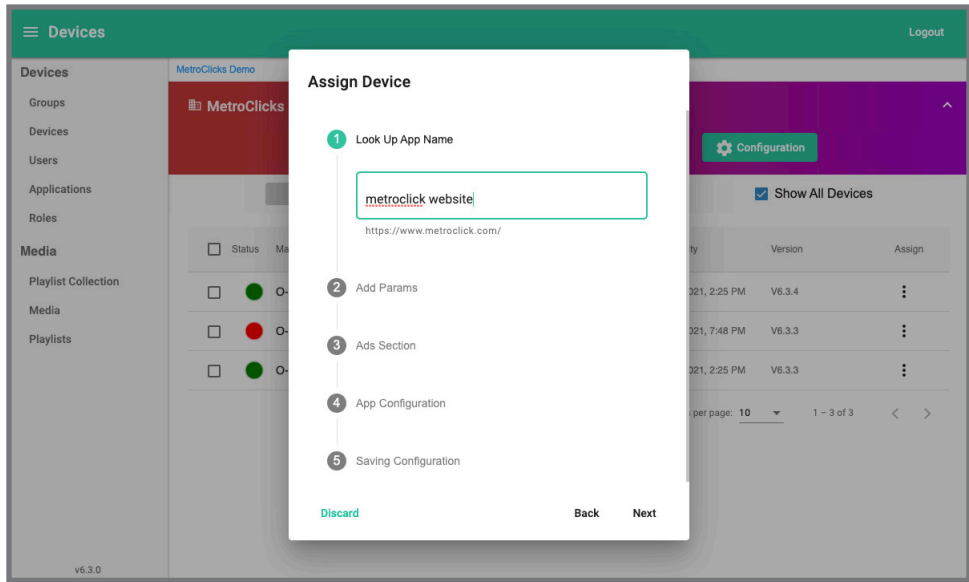 Devices
Logout
Devices
Groups
Devices
Users
Applications
Roles
Media
Playlist Collection
Media
Playlists
v6.3.0
MetroClicks Demo
MetroClicks
Configuration
Show All Devices
Status
Version
Assign
2:25 PM V6.3.4
7:48 PM V6.3.3
2:25 PM V6.3.3
per page: 10 1 – 3 of 3
Assign Device
1 Look Up App Name
metroclick website
https://www.metroclick.com/
2 Add Params
3 Ads Section
4 App Configuration
5 Saving Configuration
Discard Back Next